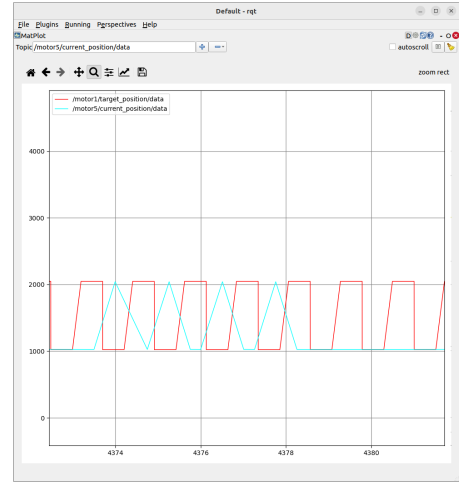 Default - rqt
File Plugins Running Perspectives Help
MatPlot
D
Topic /motor5/current_position/data
autoscroll
zoom rect
/motor1/target_position/data
/motor5/current_position/data
4000
3000
2000
1000
0
4374 4376 4378 4380